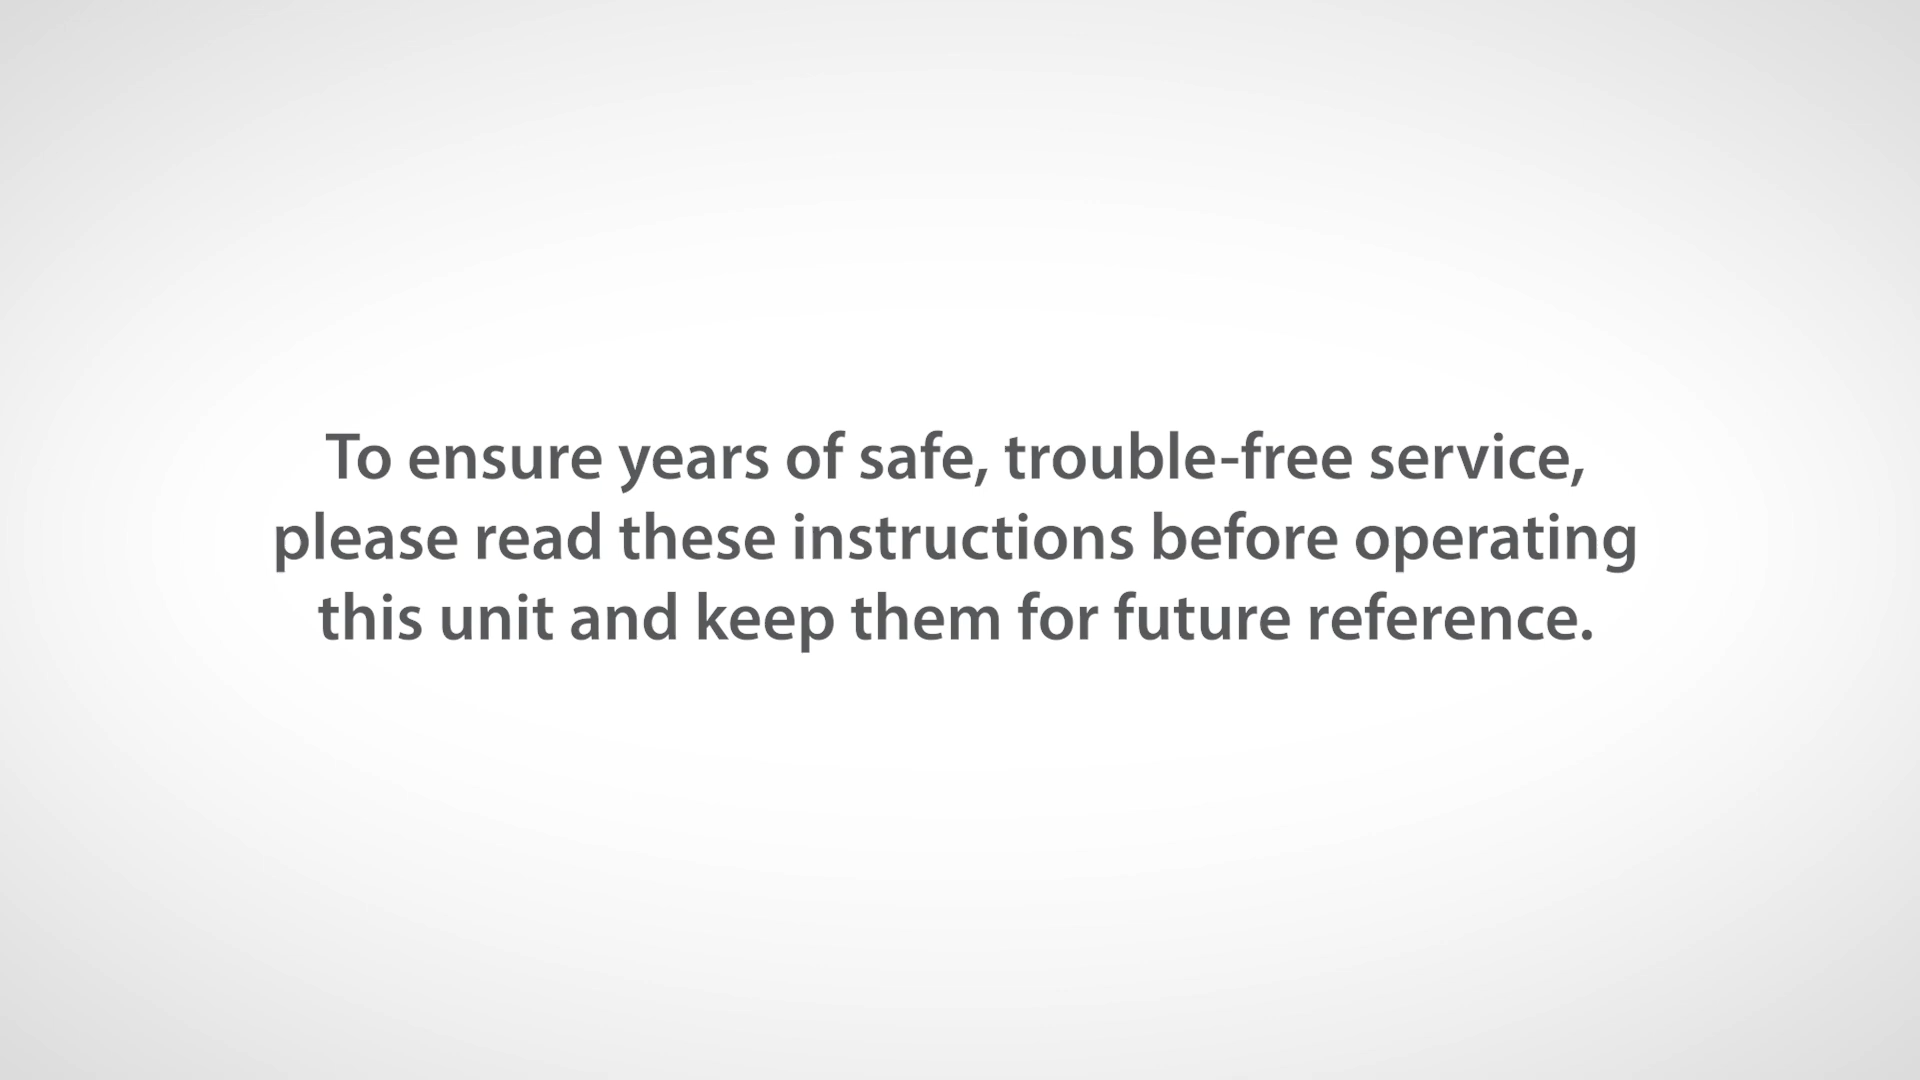 To ensure years of safe, trouble-free service,
please read these instructions before operating
this unit and keep them for future reference.